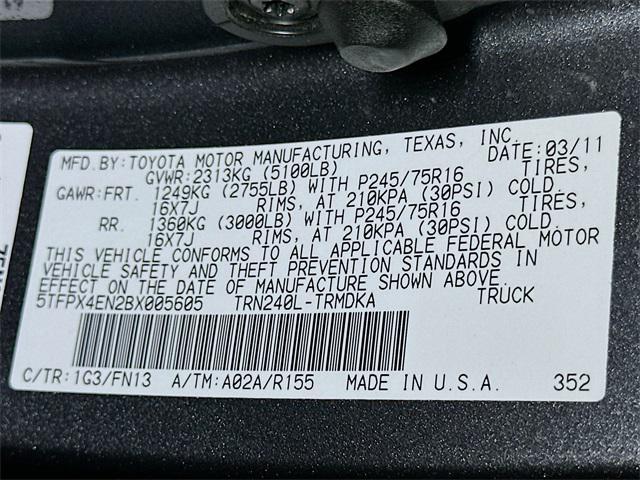 MFD.BY:TOYOTA MOTOR MANUFACTURING, TEXAS, INC. DATE:03/11
GVWR:2313KG (5100LB)
GAWR:FRT. 1249KG (2755LB) WITH P245/75R16 TIRES,
16X7J RIMS, AT 210KPA (30PSI) COLD.
RR. 1360KG (3000LB) WITH P245/75R16 TIRES,
16X7J RIMS, AT 210KPA (30PSI) COLD.
THIS VEHICLE CONFORMS TO ALL APPLICABLE FEDERAL MOTOR
VEHICLE SAFETY AND THEFT PREVENTION STANDARDS IN
EFFECT ON THE DATE OF MANUFACTURE SHOWN ABOVE.
5TFPX4EN2BX005605 TRN240L-TRMDKA TRUCK
C/TR:1G3/FN13 A/TM:A02A/R155 MADE IN U.S.A. 352